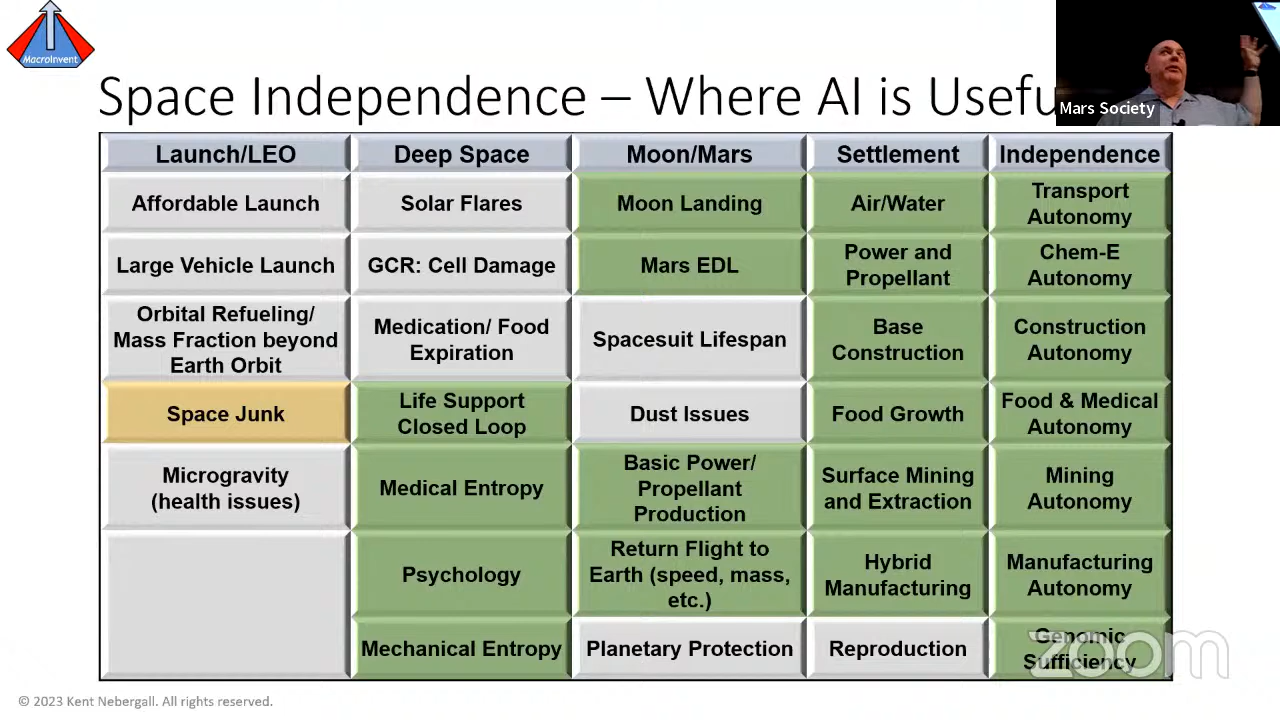 MacroInvent
Space Independence – Where AI is Usefu
Mars Society
Launch/LEO
Deep Space
Moon/Mars
Settlement
Independence
Affordable Launch
Solar Flares
Moon Landing
Air/Water
Transport
Autonomy
Large Vehicle Launch
GCR: Cell Damage
Mars EDL
Power and
Propellant
Chem-E
Autonomy
Orbital Refueling/
Mass Fraction beyond
Earth Orbit
Medication/ Food
Expiration
Spacesuit Lifespan
Base
Construction
Construction
Autonomy
Space Junk
Life Support
Closed Loop
Dust Issues
Food Growth
Food & Medical
Autonomy
Microgravity
(health issues)
Medical Entropy
Basic Power/
Propellant
Production
Surface Mining
and Extraction
Mining
Autonomy
Psychology
Return Flight to
Earth (speed, mass,
etc.)
Hybrid
Manufacturing
Manufacturing
Autonomy
Mechanical Entropy
Planetary Protection
Reproduction
Genomic
Sufficiency
zoom
© 2023 Kent Nebergall. All rights reserved.